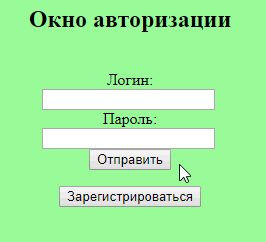 Окно авторизации
Логин:
Пароль:
Отправить
Зарегистрироваться